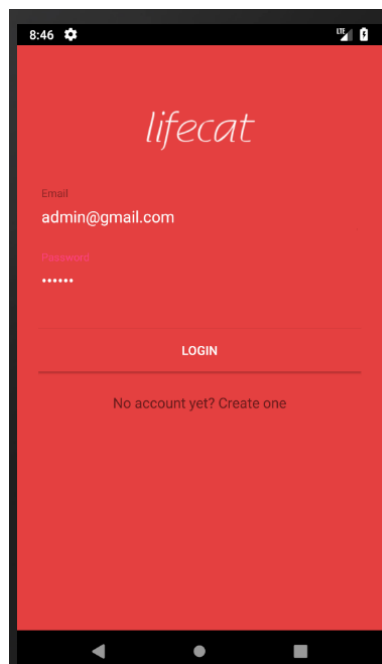 8:46
LTE
lifecat
Email
admin@gmail.com
Password
••••••
LOGIN
No account yet? Create one